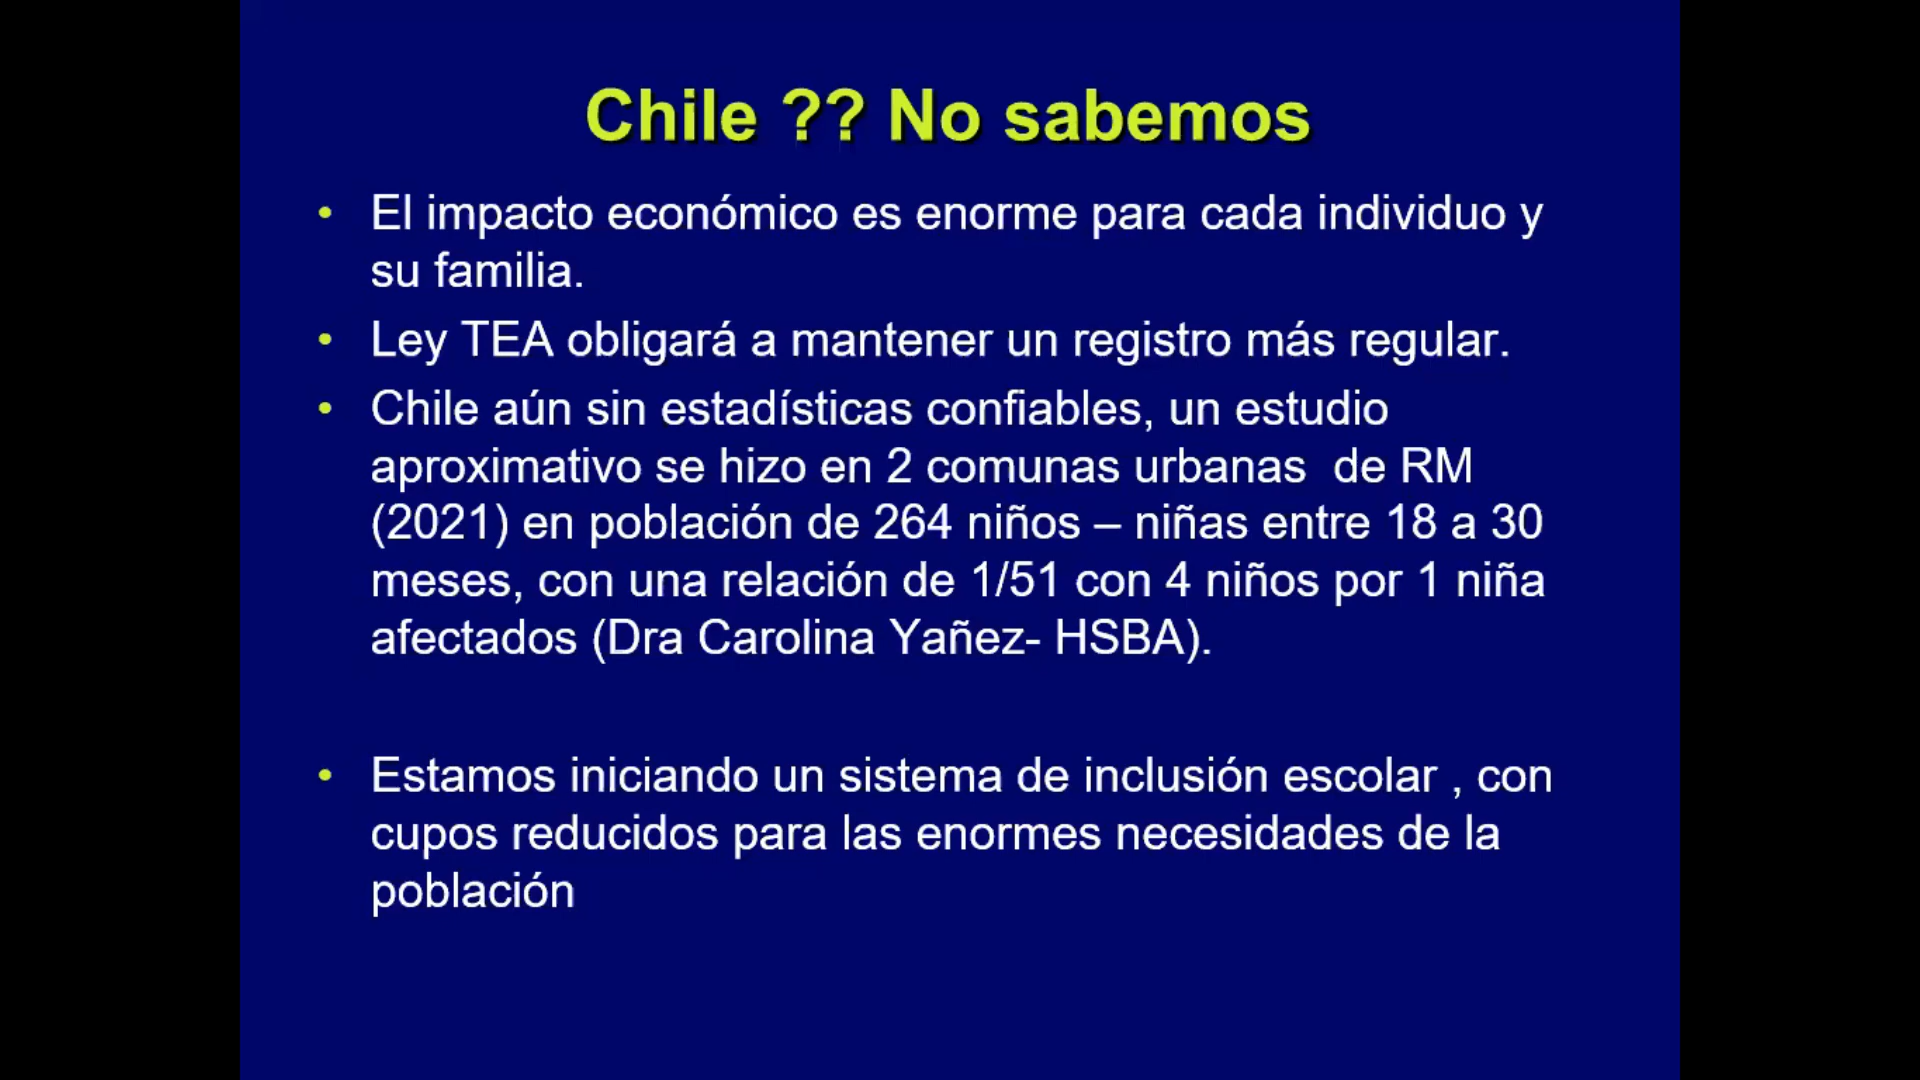 Chile ?? No sabemos
• El impacto económico es enorme para cada individuo y
su familia.
• Ley TEA obligará a mantener un registro más regular.
• Chile aún sin estadísticas confiables, un estudio
aproximativo se hizo en 2 comunas urbanas  de RM
(2021) en población de 264 niños – niñas entre 18 a 30
meses, con una relación de 1/51 con 4 niños por 1 niña
afectados (Dra Carolina Yañez- HSBA).
• Estamos iniciando un sistema de inclusión escolar , con
cupos reducidos para las enormes necesidades de la
población